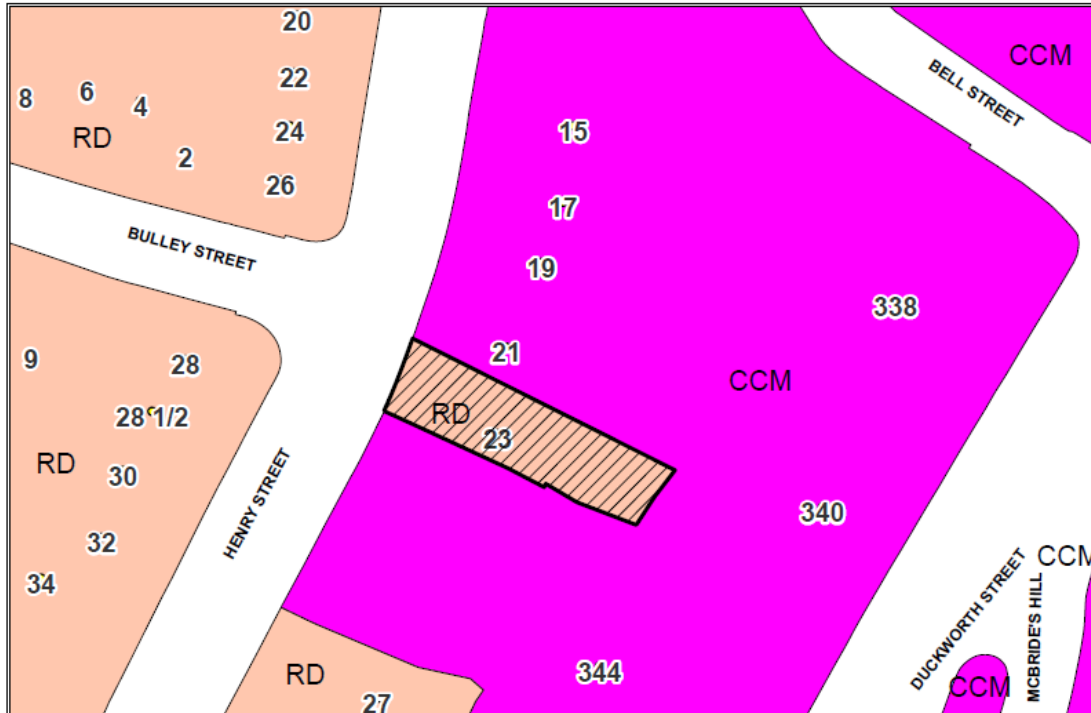 20
CCM
22
BELL STREET
8
6
4
24
15
RD
2
26
17
BULLEY STREET
19
338
21
9
28
CCM
28 1/2
RD
23
RD
30
340
HENRY STREET
32
CCM
34
DUCKWORTH STREET
MCBRIDE'S HILL
RD
344
CCM
27